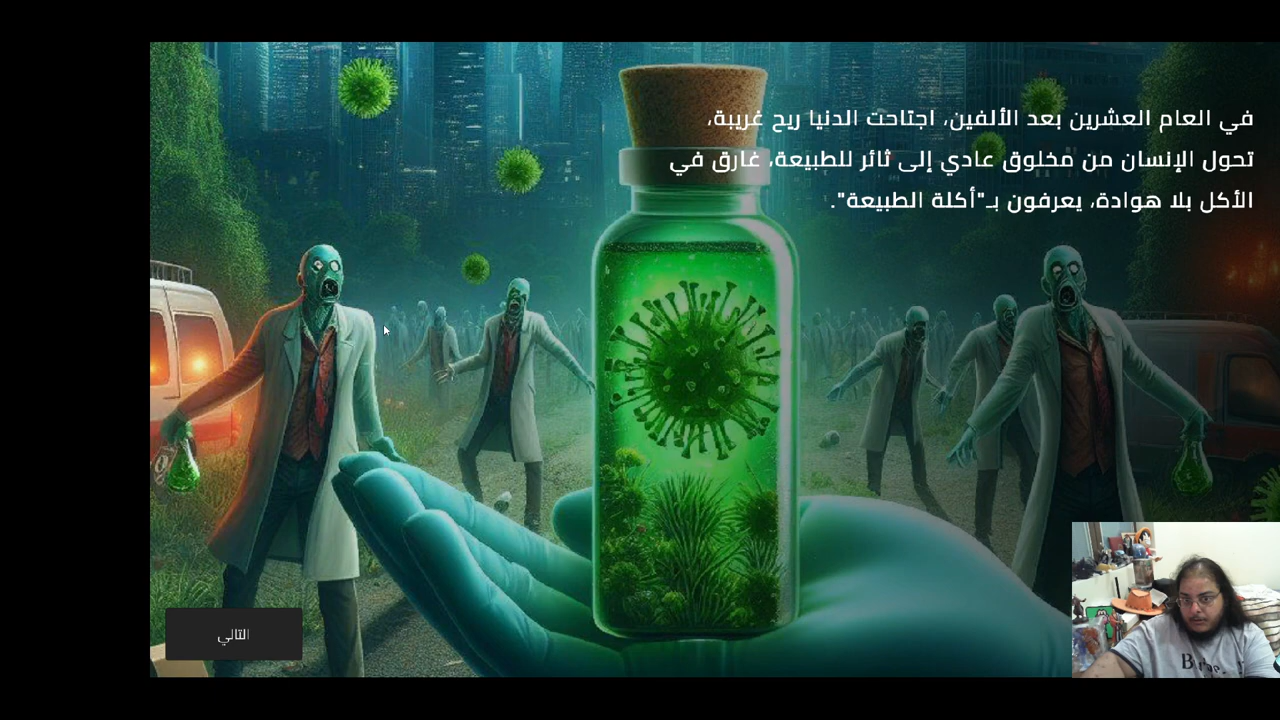 في العام العشرين بعد الألفين، اجتاحت الدنيا ريح غريبة،
تحول الإنسان من مخلوق عادي إلى ثائر للطبيعة، غارق في
الأكل بلا هوادة، يعرفون بـ"أكلة الطبيعة".
التالي